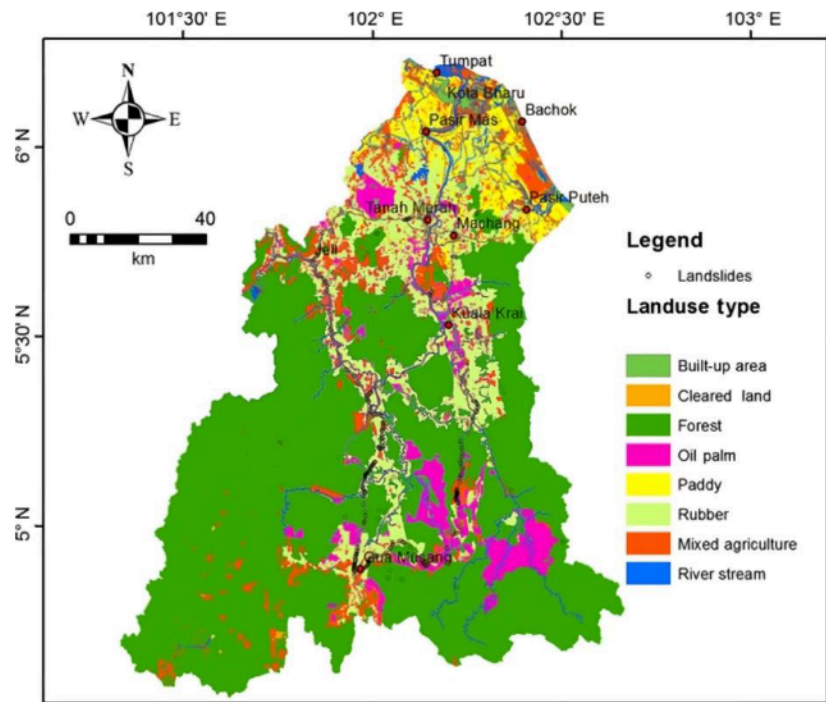 101°30' E
102° E
102°30' E
103° E
N
W
E
S
0
40
km
6° N
5°30' N
5° N
Tumpat
Kota Bharu
Bachok
Pasir Mas
Pasir Puteh
Tanah Merah
Machang
Jeli
Kuala Krai
Gua Musang
Legend
Landslides
Landuse type
Built-up area
Cleared land
Forest
Oil palm
Paddy
Rubber
Mixed agriculture
River stream